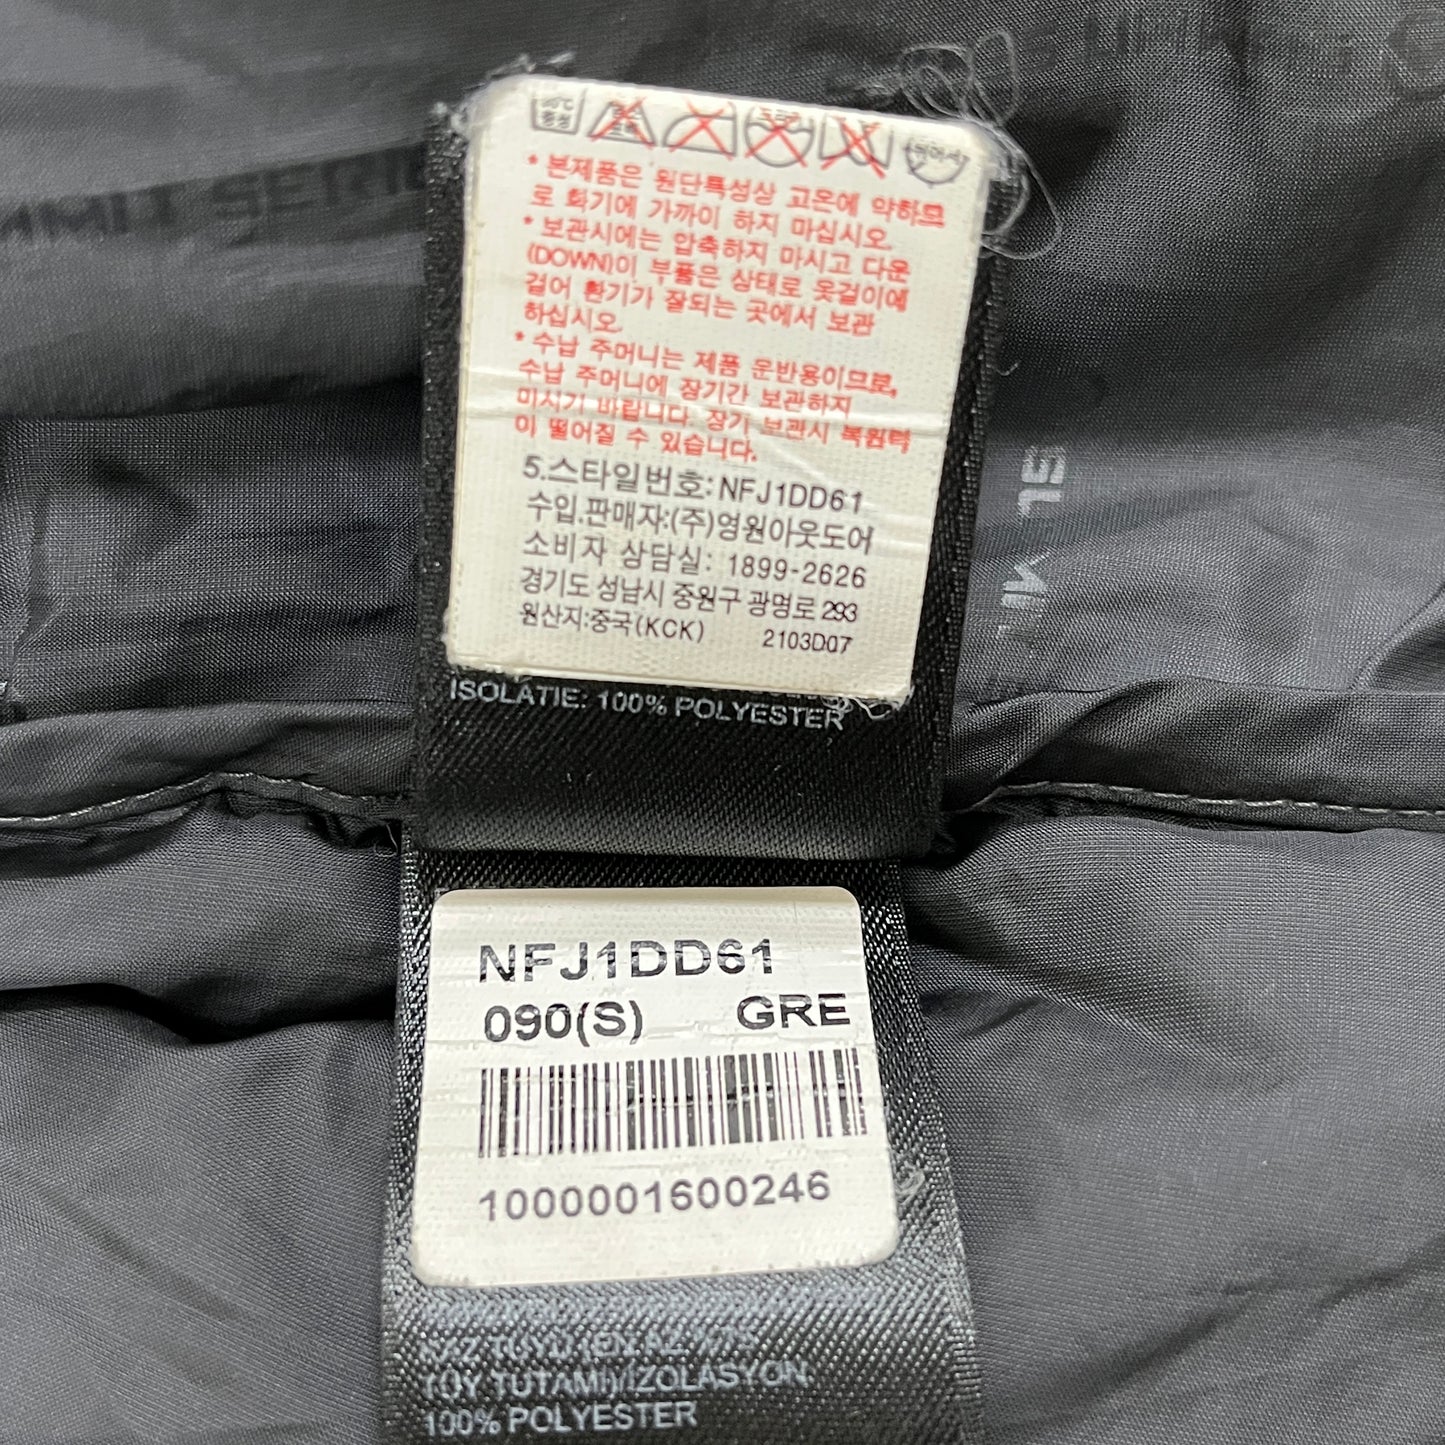 MMIT SERIE
* 본제품은 원단특성상 고온에 약하므
로 화기에 가까이 하지 마십시오.
* 보관시에는 압축하지 마시고 다운
(DOWN)이 부풀은 상태로 옷걸이에
걸어 환기가 잘되는 곳에서 보관
하십시오.
* 수납 주머니는 제품 운반용이므로,
수납 주머니에 장기간 보관하지
마시기 바랍니다. 장기 보관시 복원력
이 떨어질 수 있습니다.
5.스타일번호: NFJ1DD61
수입.판매자:(주)영원아웃도어
소비자 상담실: 1899-2626
경기도 성남시 중원구 광명로 293
원산지:중국(KCK) 2103D07
ISOLATIE: 100% POLYESTER
NFJ1DD61
090(S) GRE
1000001600246
TÜY TUTAMI)/İZOLASYON
100% POLYESTER